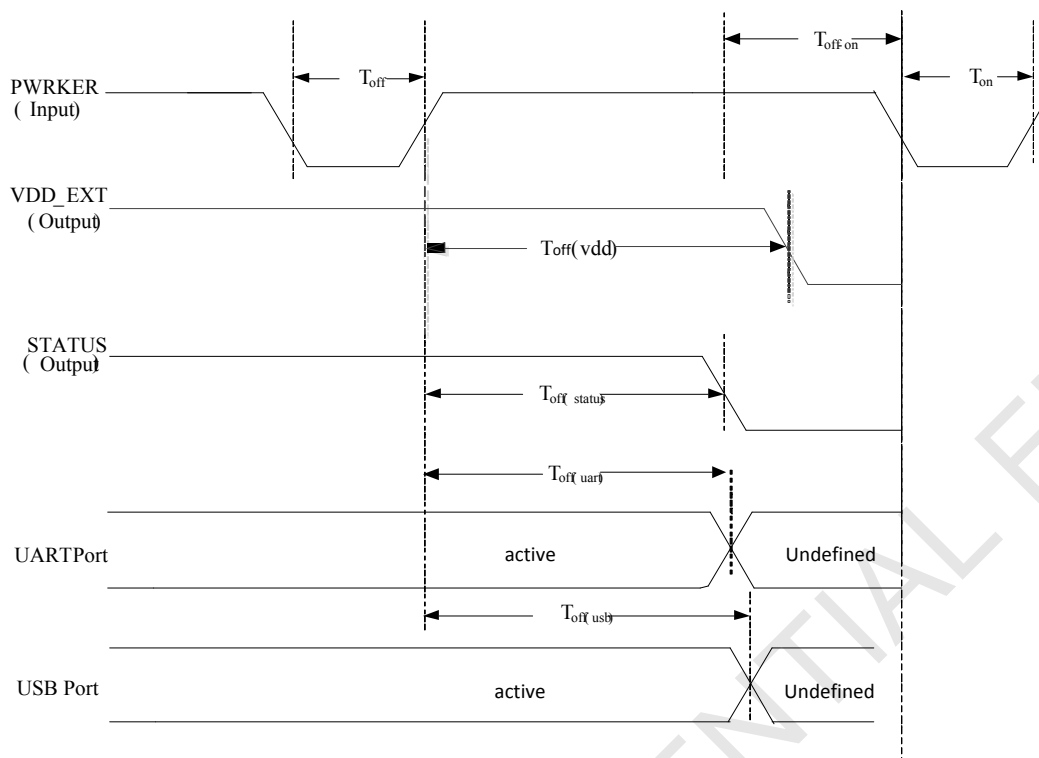 Toff-on
Toff
Ton
PWRKER
( Input)
VDD_EXT
( Output)
Toff(vdd)
STATUS
( Output)
Toff( status)
Toff( uart)
UARTPort
active
Undefined
Toff( usb)
USB Port
active
Undefined